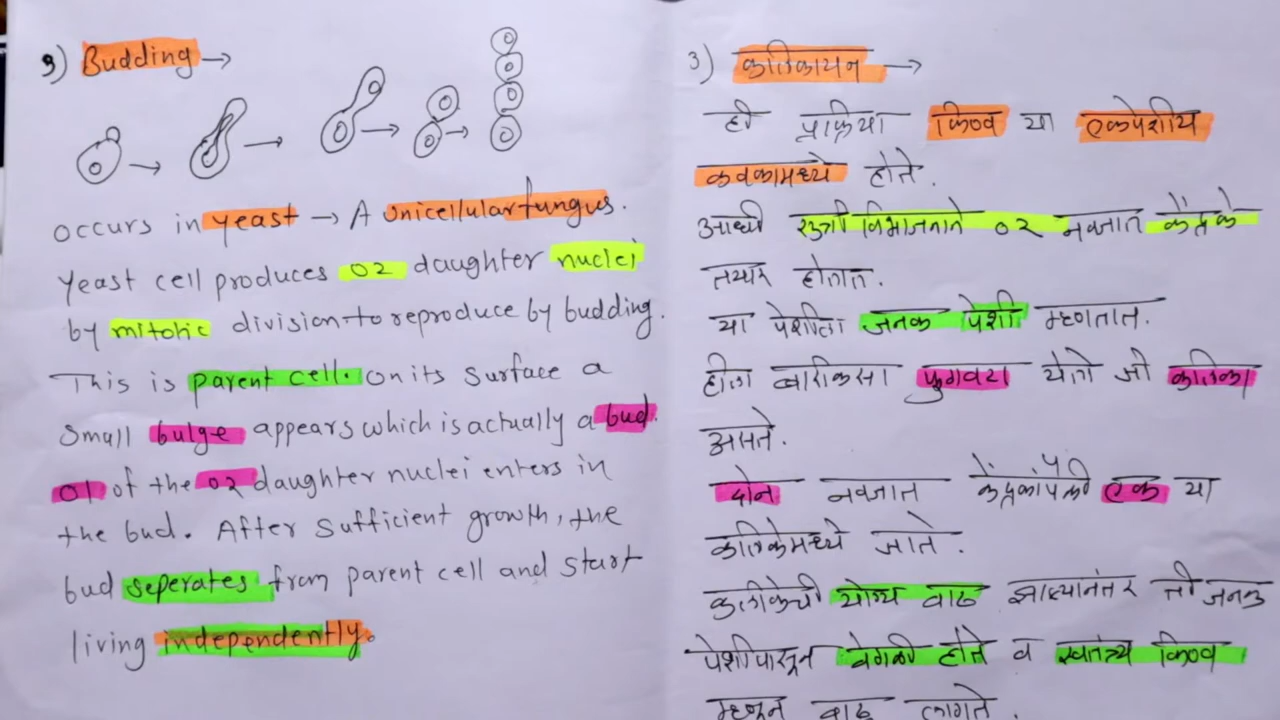 3) Budding →
occurs in yeast → A unicellular fungus.
Yeast cell produces 02 daughter nuclei
by mitotic division to reproduce by budding.
This is parent cell. On its surface a
small bulge appears which is actually a bud.
01 of the 02 daughter nuclei enters in
the bud. After sufficient growth, the
bud seperates from parent cell and start
living independently.
3) कलिकायन →
ही प्रक्रिया किण्व या एकपेशीय
कवकामध्ये होते.
आधी सूत्री विभाजनाने ०२ नवजात केंद्रके
तयार होतात.
या पेशीला जनक पेशी म्हणतात.
हीला बारीकसा फुगवटा येतो जी कलिका
असते.
दोन नवजात केंद्रकांपैकी एक या
कलिकेमध्ये जाते.
कलिकेची योग्य वाढ झाल्यानंतर ती जनक
पेशीपासून वेगळी होते व स्वतंत्र्य किण्व
म्हणून वाढू लागते.